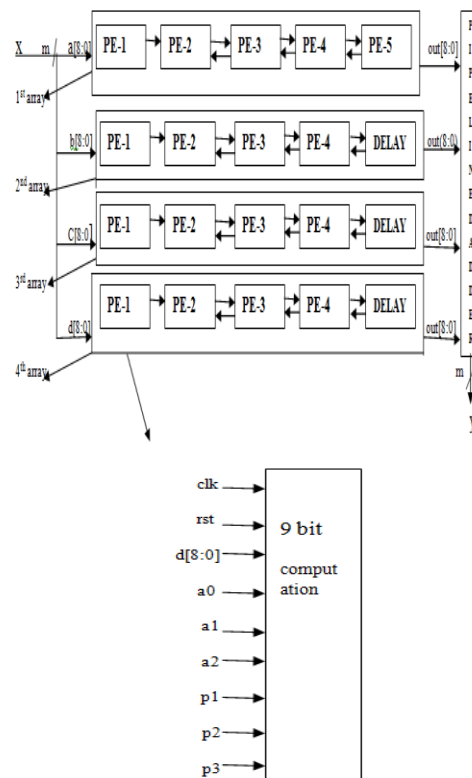 X m a[8:0] PE-1 PE-2 PE-3 PE-4 PE-5 out[8:0]
1st array
b[8:0] PE-1 PE-2 PE-3 PE-4 DELAY out(8:0)
2nd array
C[8:0] PE-1 PE-2 PE-3 PE-4 DELAY out[8:0]
3rd array
d[8:0] PE-1 PE-2 PE-3 PE-4 DELAY out[8:0]
4th array
PIPELINED ADDER
m
y
clk
rst
9 bit
d[8:0]
comput
ation
a0
a1
a2
p1
p2
p3